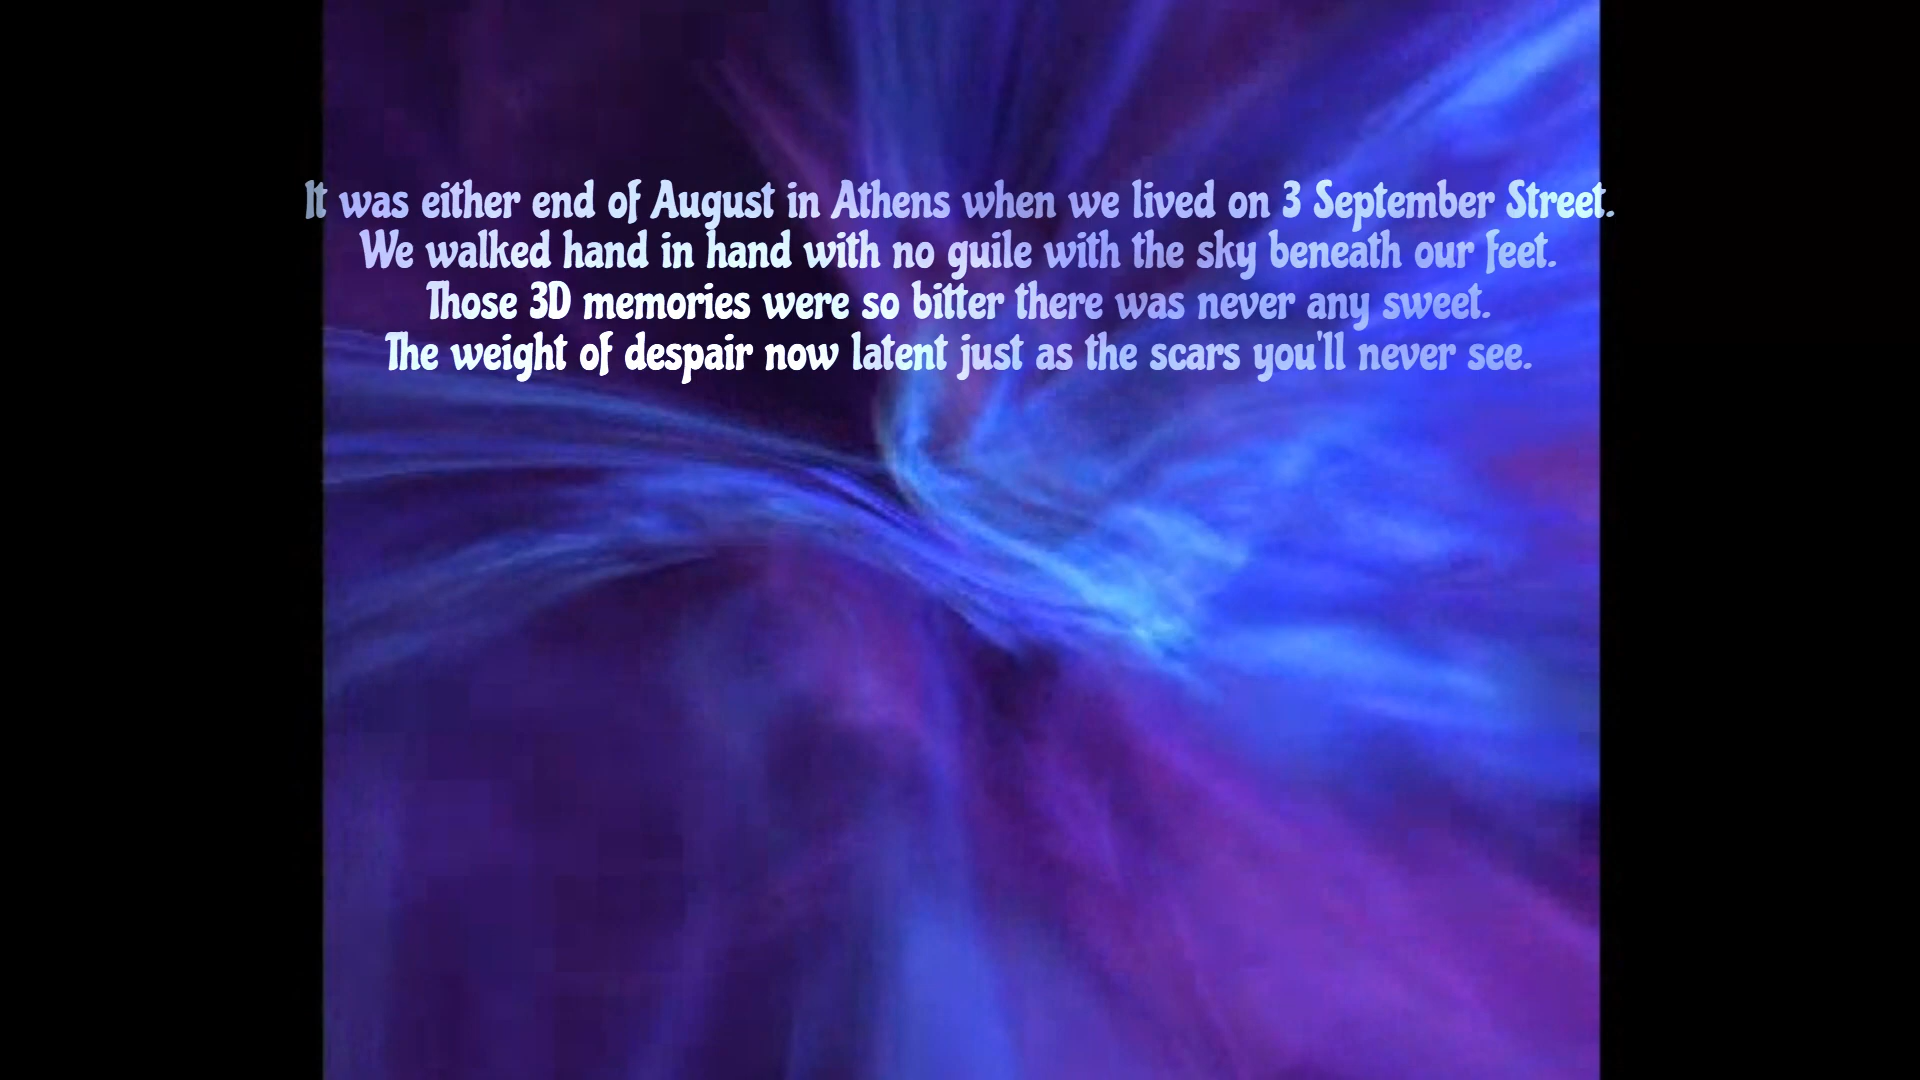 It was either end of August in Athens when we lived on 3 September Street.
We walked hand in hand with no guile with the sky beneath our feet.
Those 3D memories were so bitter there was never any sweet.
The weight of despair now latent just as the scars you'll never see.